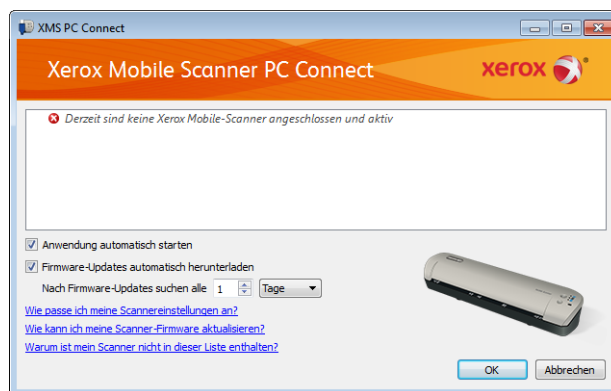 XMS PC Connect
Xerox Mobile Scanner PC Connect
xerox
Derzeit sind keine Xerox Mobile-Scanner angeschlossen und aktiv
Anwendung automatisch starten
Firmware-Updates automatisch herunterladen
Nach Firmware-Updates suchen alle 1 Tage
Wie passe ich meine Scannereinstellungen an?
Wie kann ich meine Scanner-Firmware aktualisieren?
Warum ist mein Scanner nicht in dieser Liste enthalten?
OK Abbrechen